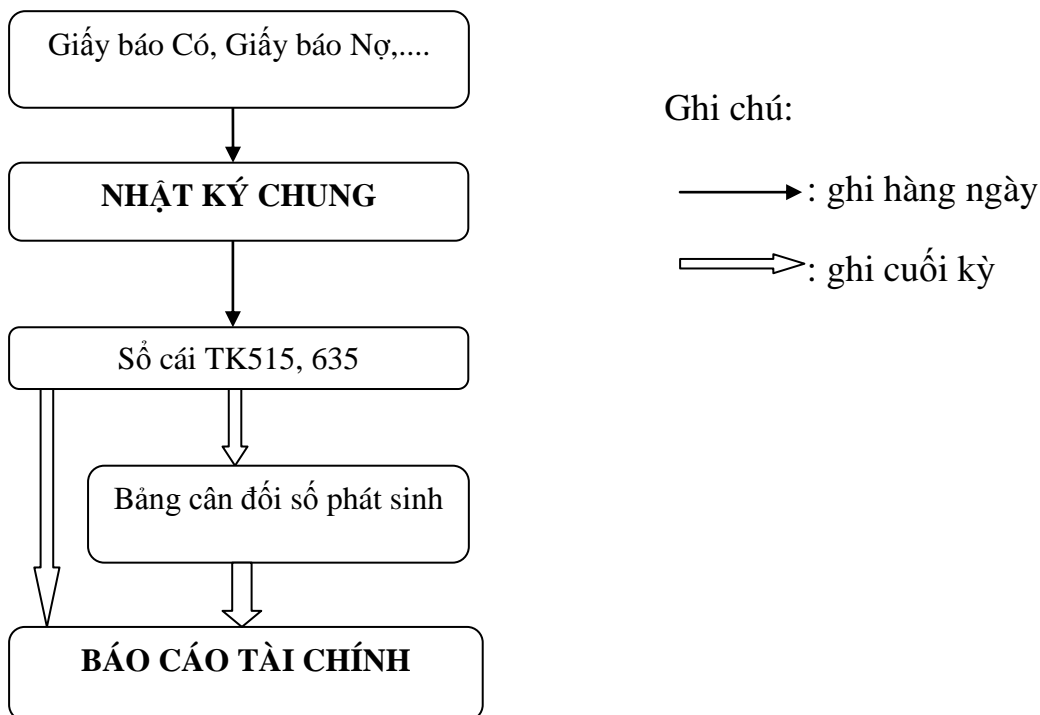 Giấy báo Có, Giấy báo Nợ,....
NHẬT KÝ CHUNG
Sổ cái TK515, 635
Bảng cân đối số phát sinh
BÁO CÁO TÀI CHÍNH
Ghi chú:
: ghi hàng ngày
: ghi cuối kỳ